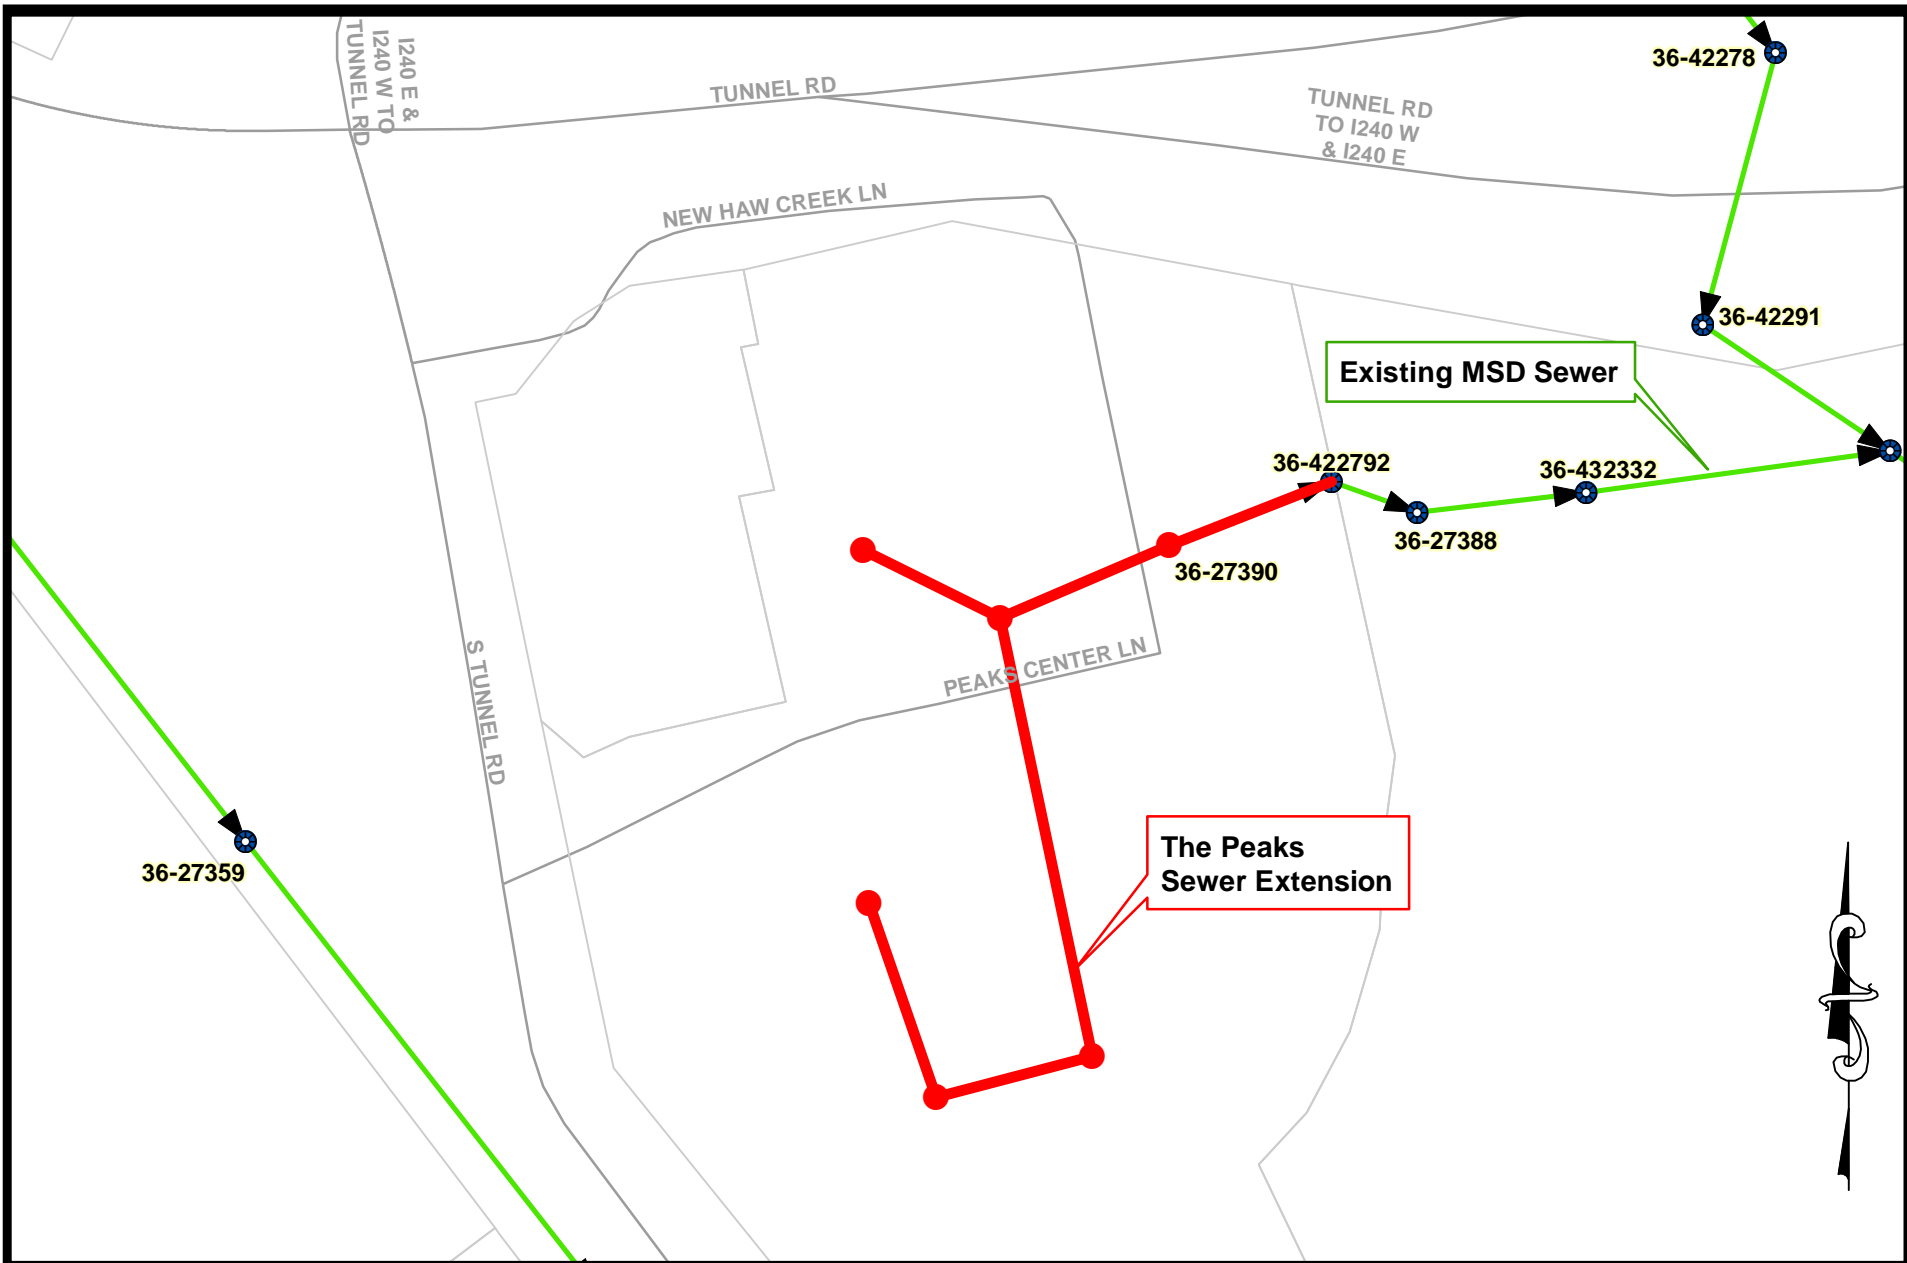 I240 E &
I240 W TO
TUNNEL RD
TUNNEL RD
TUNNEL RD
TO I240 W
& I240 E
36-42278
NEW HAW CREEK LN
36-42291
Existing MSD Sewer
36-422792
36-432332
36-27388
36-27390
S TUNNEL RD
PEAKS CENTER LN
The Peaks
Sewer Extension
36-27359